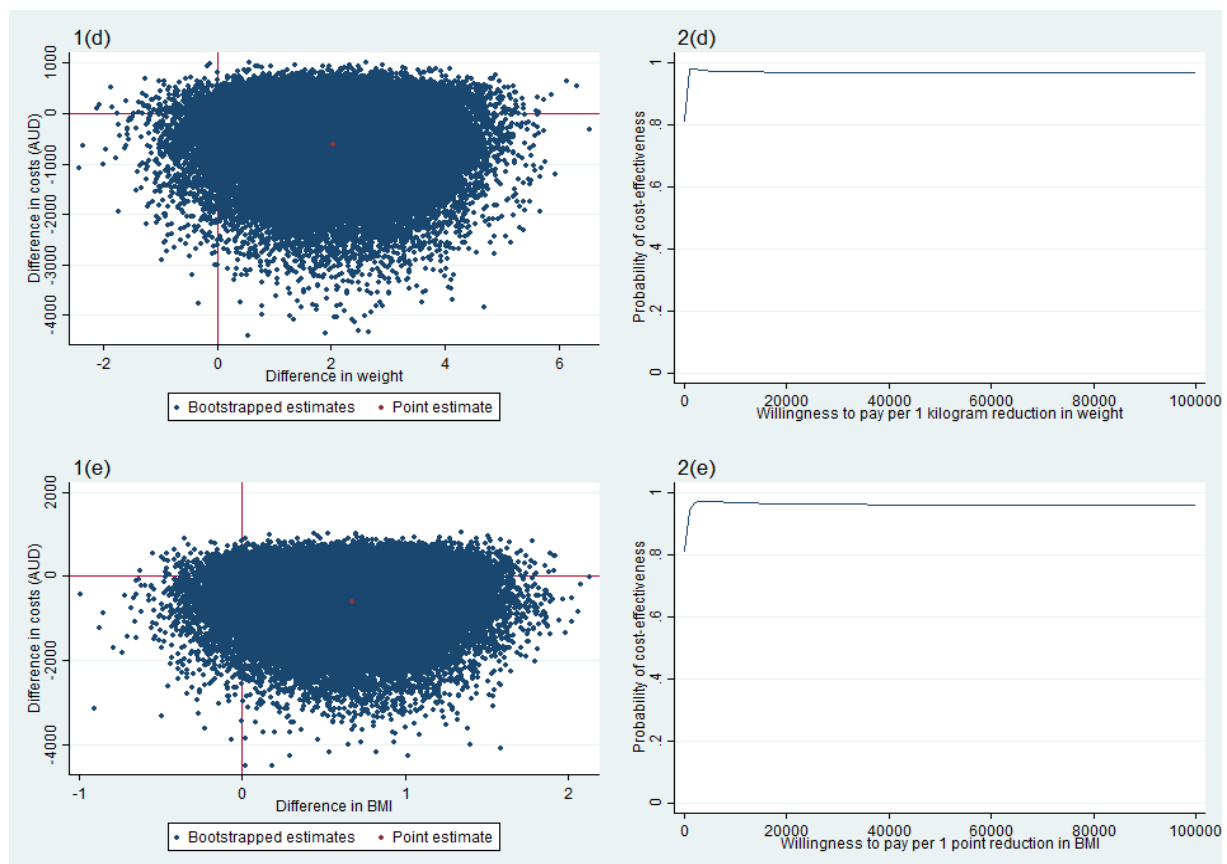 1(d)
Difference in costs (AUD)
1000
0
-1000
-2000
-3000
-4000
-2 0 2 4 6
Difference in weight
Bootstrapped estimates Point estimate
2(d)
Probability of cost-effectiveness
1
.8
.6
.4
.2
0
0 20000 40000 60000 80000 100000
Willingness to pay per 1 kilogram reduction in weight
1(e)
Difference in costs (AUD)
2000
0
-2000
-4000
-1 0 1 2
Difference in BMI
Bootstrapped estimates Point estimate
2(e)
Probability of cost-effectiveness
1
.8
.6
.4
.2
0
0 20000 40000 60000 80000 100000
Willingness to pay per 1 point reduction in BMI